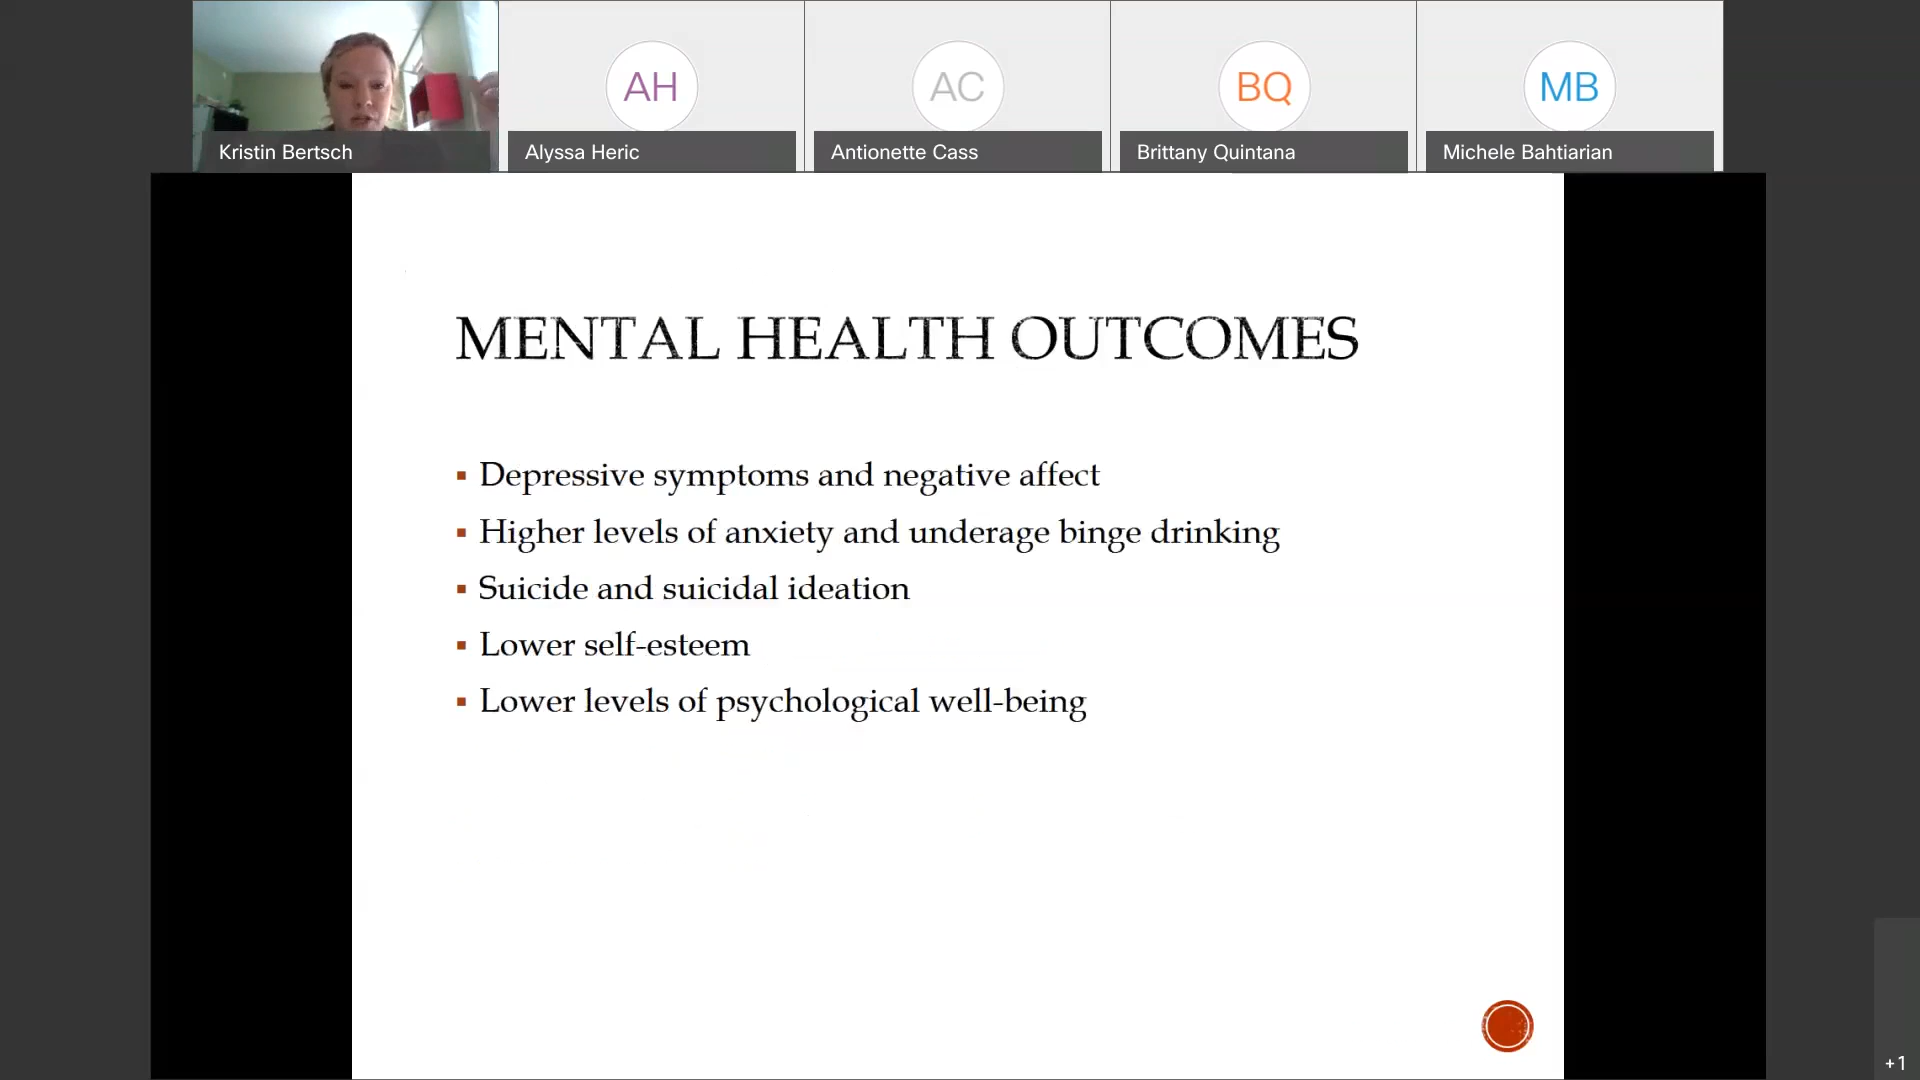 AH
AC
BQ
MB
Kristin Bertsch
Alyssa Heric
Antionette Cass
Brittany Quintana
Michele Bahtiarian
MENTAL HEALTH OUTCOMES
▪ Depressive symptoms and negative affect
▪ Higher levels of anxiety and underage binge drinking
▪ Suicide and suicidal ideation
▪ Lower self-esteem
▪ Lower levels of psychological well-being
+1